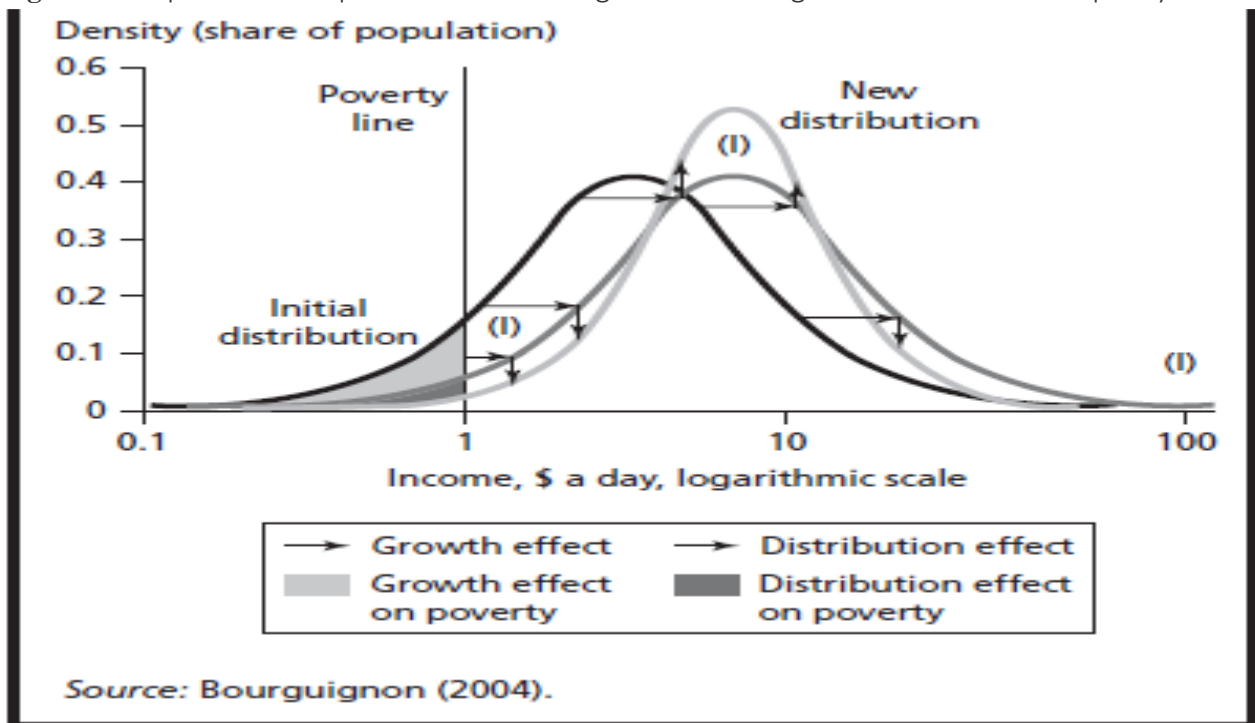 Density (share of population)
0.6
0.5
0.4
0.3
0.2
0.1
0
Poverty
line
New
distribution
(I)
Initial
distribution
(I)
(I)
0.1 1 10 100
Income, $ a day, logarithmic scale
Growth effect Distribution effect
Growth effect Distribution effect
on poverty on poverty
Source: Bourguignon (2004).